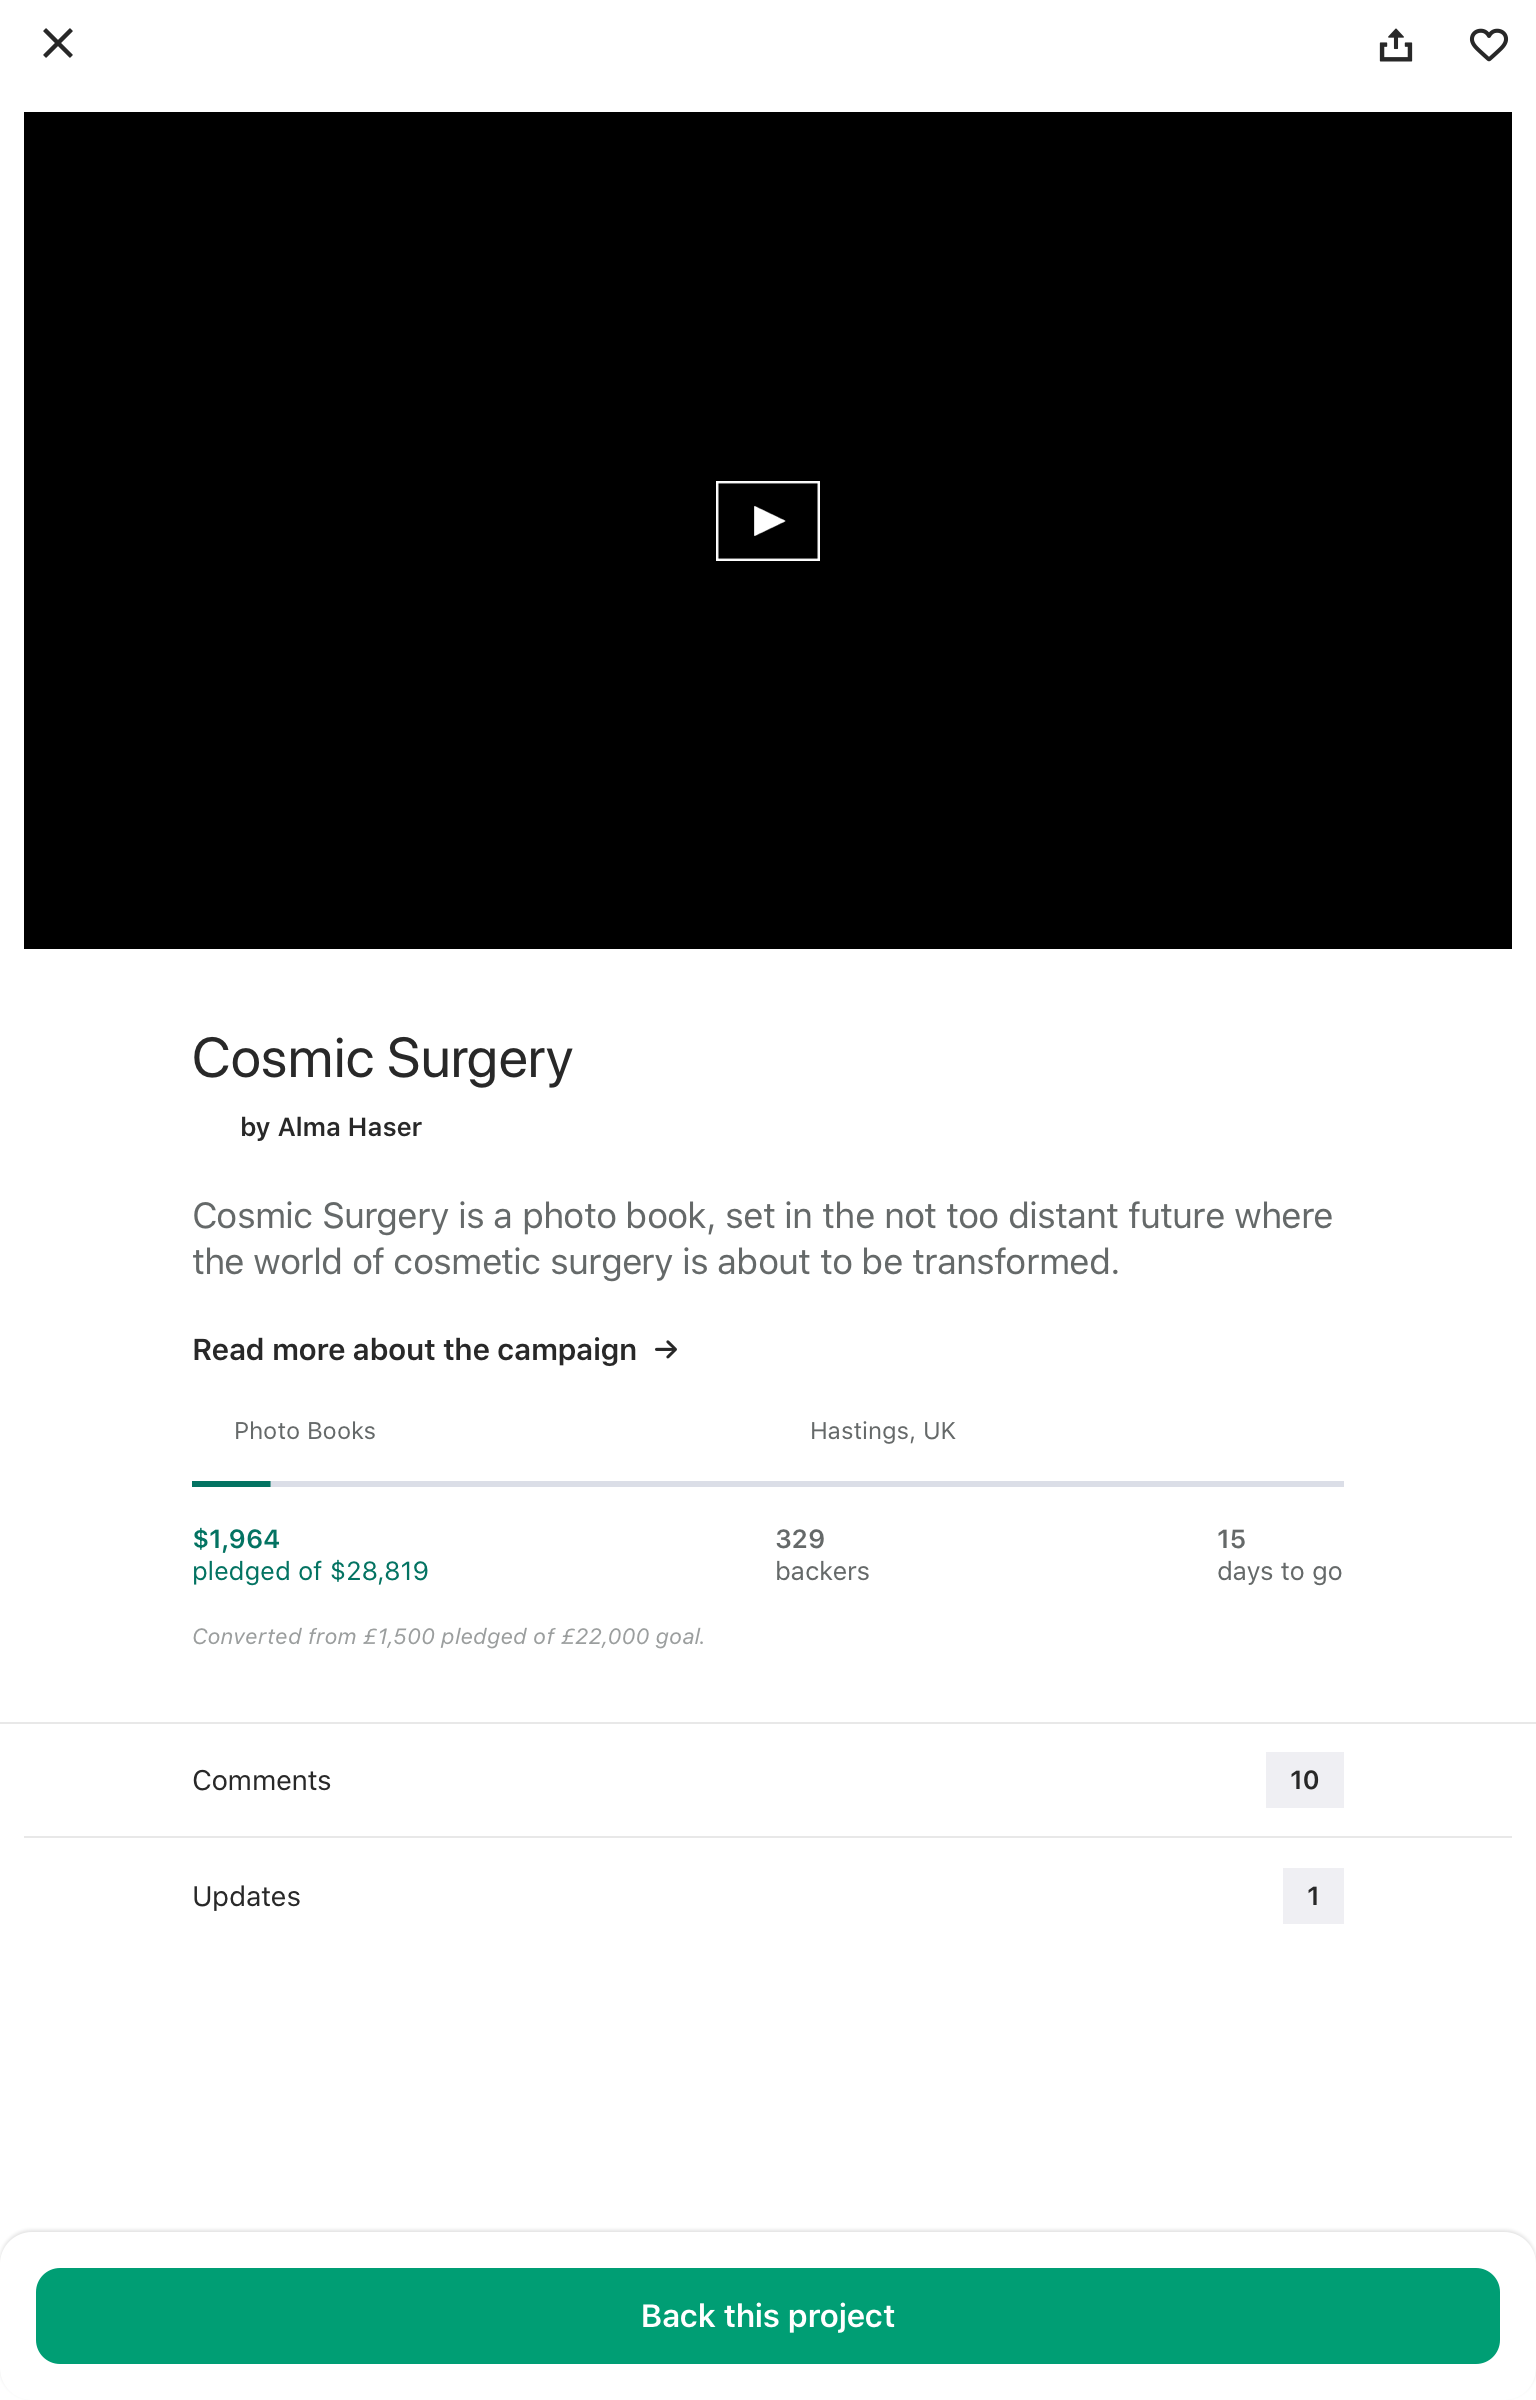 Cosmic Surgery
by Alma Haser
Cosmic Surgery is a photo book, set in the not too distant future where
the world of cosmetic surgery is about to be transformed.
Read more about the campaign →
Photo Books
Hastings, UK
$1,964
pledged of $28,819
329
backers
15
days to go
Converted from £1,500 pledged of £22,000 goal.
Comments
10
Updates
1
Back this project